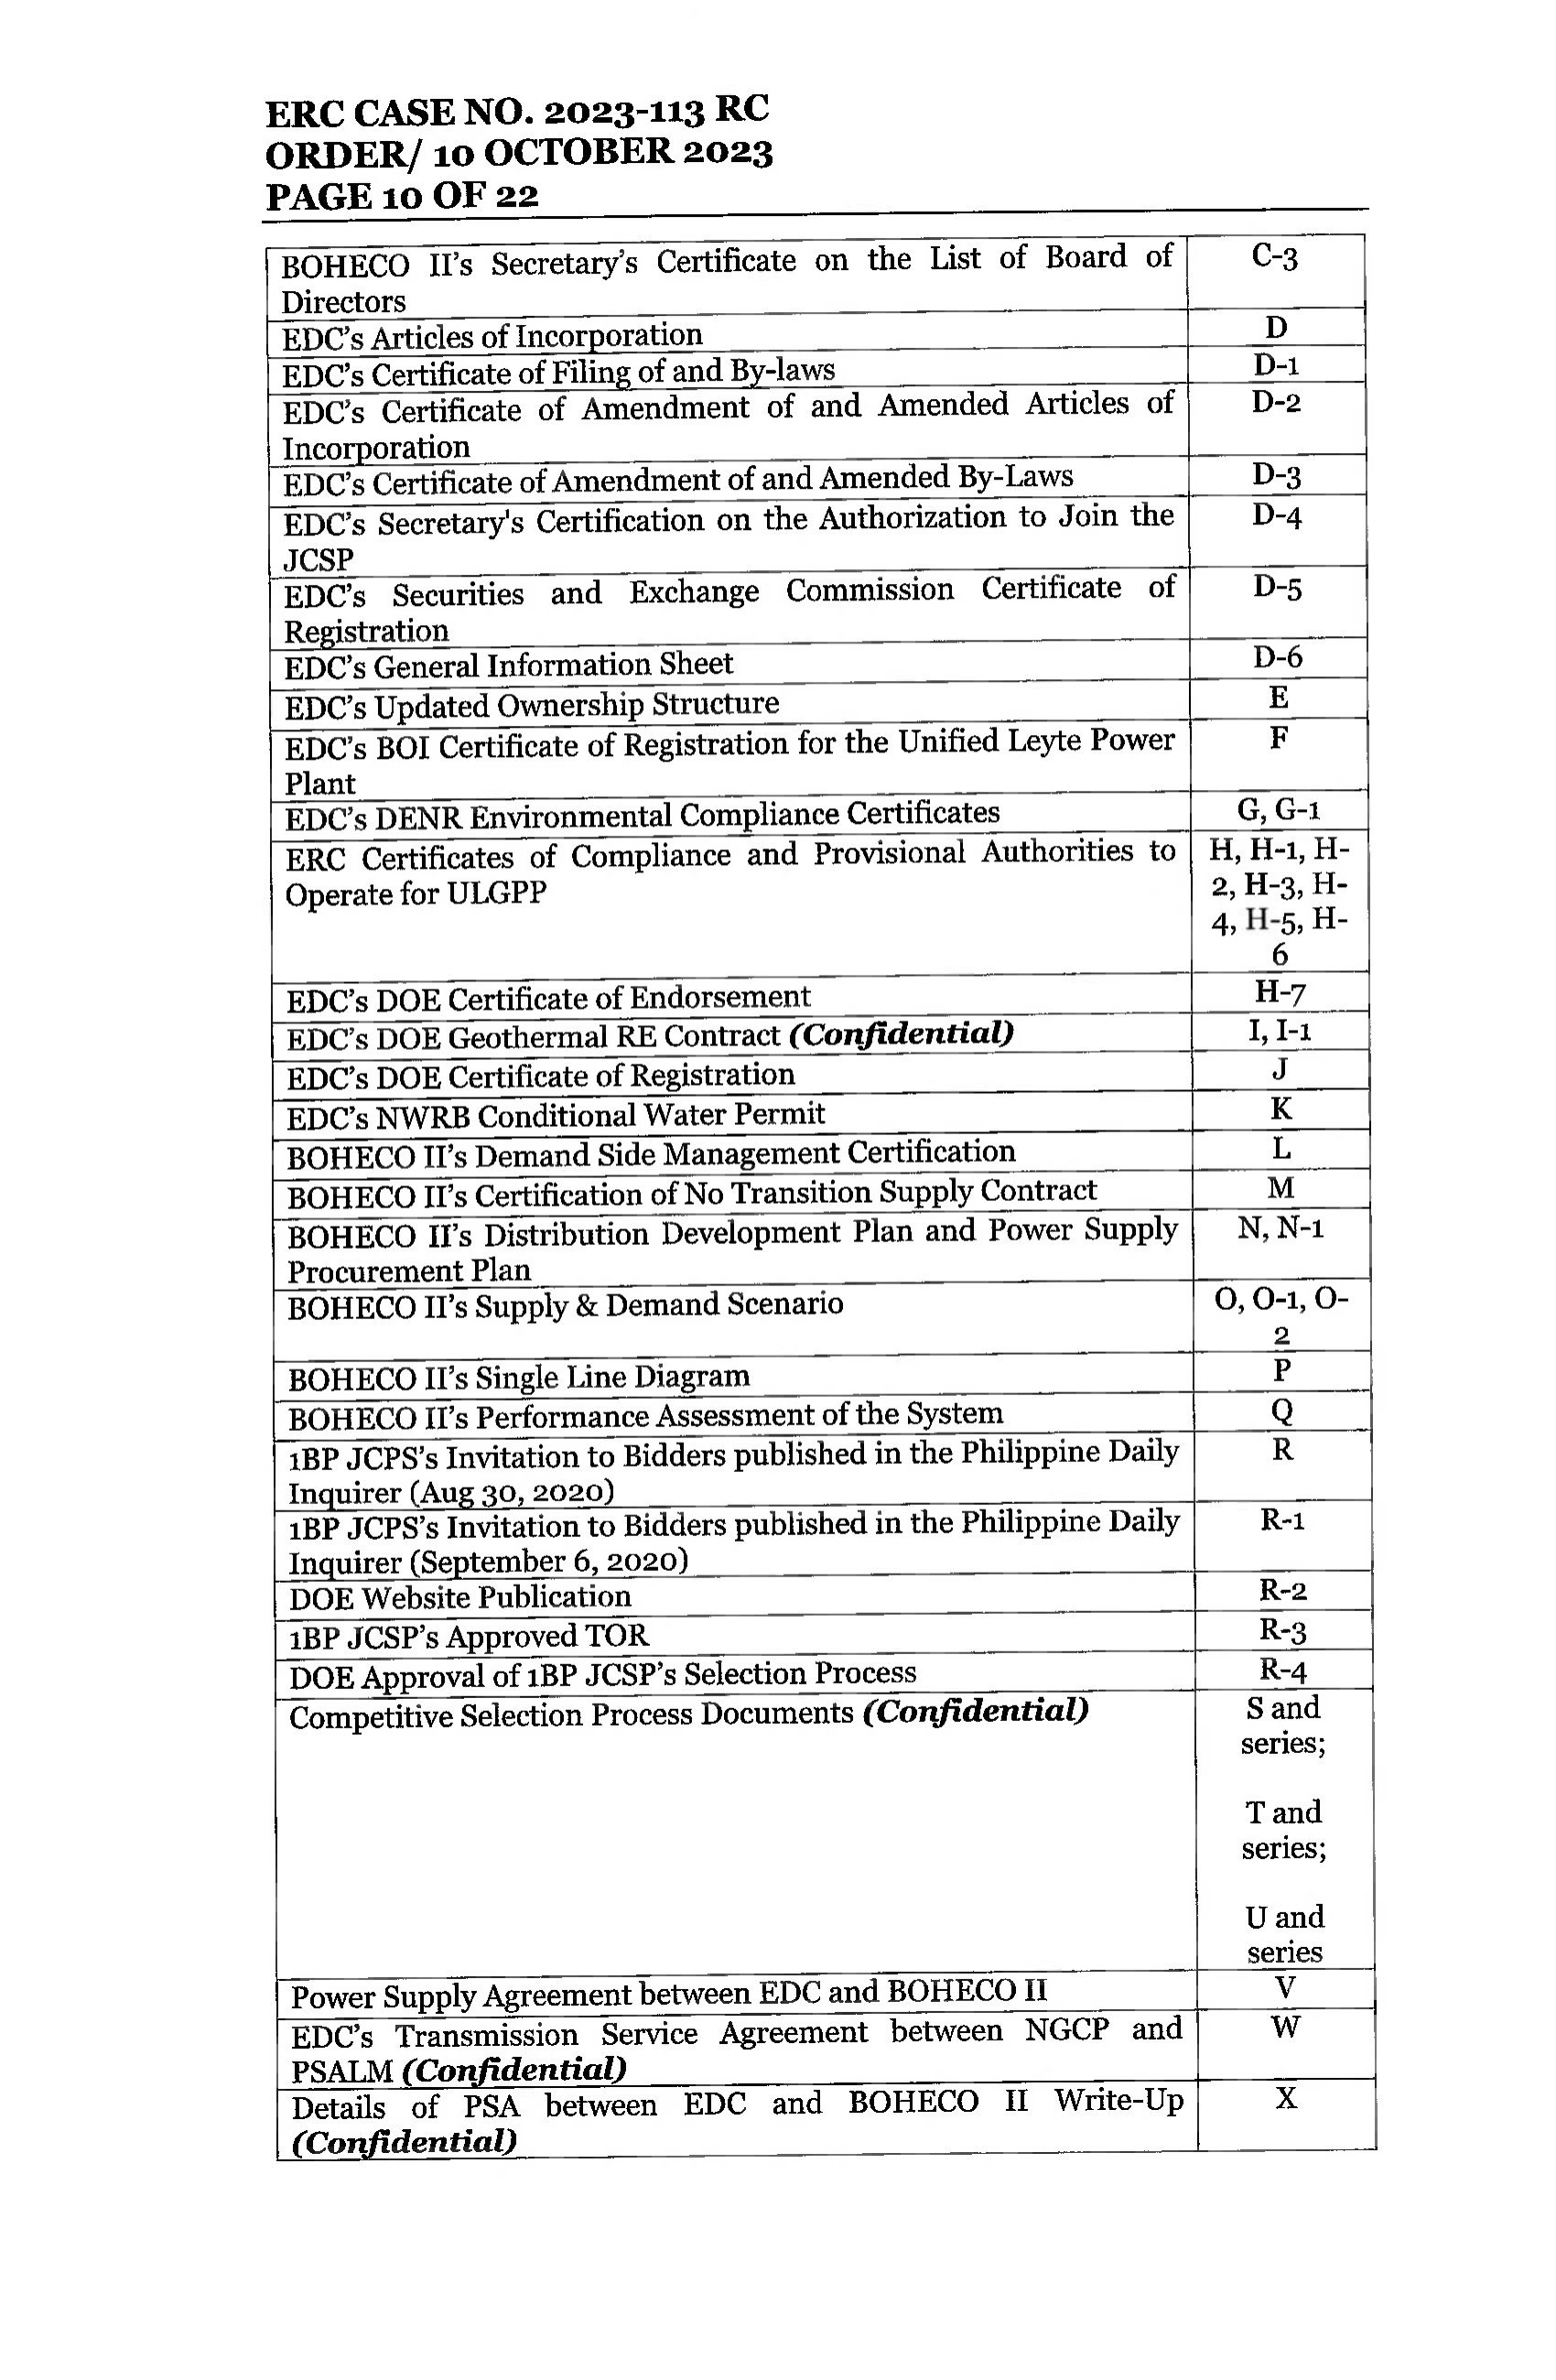 ERC CASE NO. 2023-113 RC
ORDER/ 10 OCTOBER 2023
PAGE 10 OF 22
BOHECO II’s Secretary’s Certificate on the List of Board of
Directors
C-3
EDC’s Articles of Incorporation
D
EDC’s Certificate of Filing of and By-laws
D-1
EDC’s Certificate of Amendment of and Amended Articles of
Incorporation
D-2
EDC’s Certificate of Amendment of and Amended By-Laws
D-3
EDC’s Secretary's Certification on the Authorization to Join the
JCSP
D-4
EDC’s Securities and Exchange Commission Certificate of
Registration
D-5
EDC’s General Information Sheet
D-6
EDC’s Updated Ownership Structure
E
EDC’s BOI Certificate of Registration for the Unified Leyte Power
Plant
F
EDC’s DENR Environmental Compliance Certificates
G, G-1
ERC Certificates of Compliance and Provisional Authorities to
Operate for ULGPP
H, H-1, H-
2, H-3, H-
4, H-5, H-
6
EDC’s DOE Certificate of Endorsement
H-7
EDC’s DOE Geothermal RE Contract (Confidential)
I, I-1
EDC’s DOE Certificate of Registration
J
EDC’s NWRB Conditional Water Permit
K
BOHECO II’s Demand Side Management Certification
L
BOHECO II’s Certification of No Transition Supply Contract
M
BOHECO II’s Distribution Development Plan and Power Supply
Procurement Plan
N, N-1
BOHECO II’s Supply & Demand Scenario
O, O-1, O-
2
BOHECO II’s Single Line Diagram
P
BOHECO II’s Performance Assessment of the System
Q
1BP JCPS’s Invitation to Bidders published in the Philippine Daily
Inquirer (Aug 30, 2020)
R
1BP JCPS’s Invitation to Bidders published in the Philippine Daily
Inquirer (September 6, 2020)
R-1
DOE Website Publication
R-2
1BP JCSP’s Approved TOR
R-3
DOE Approval of 1BP JCSP’s Selection Process
R-4
Competitive Selection Process Documents (Confidential)
S and
series;
T and
series;
U and
series
Power Supply Agreement between EDC and BOHECO II
V
EDC’s Transmission Service Agreement between NGCP and
PSALM (Confidential)
W
Details of PSA between EDC and BOHECO II Write-Up
(Confidential)
X